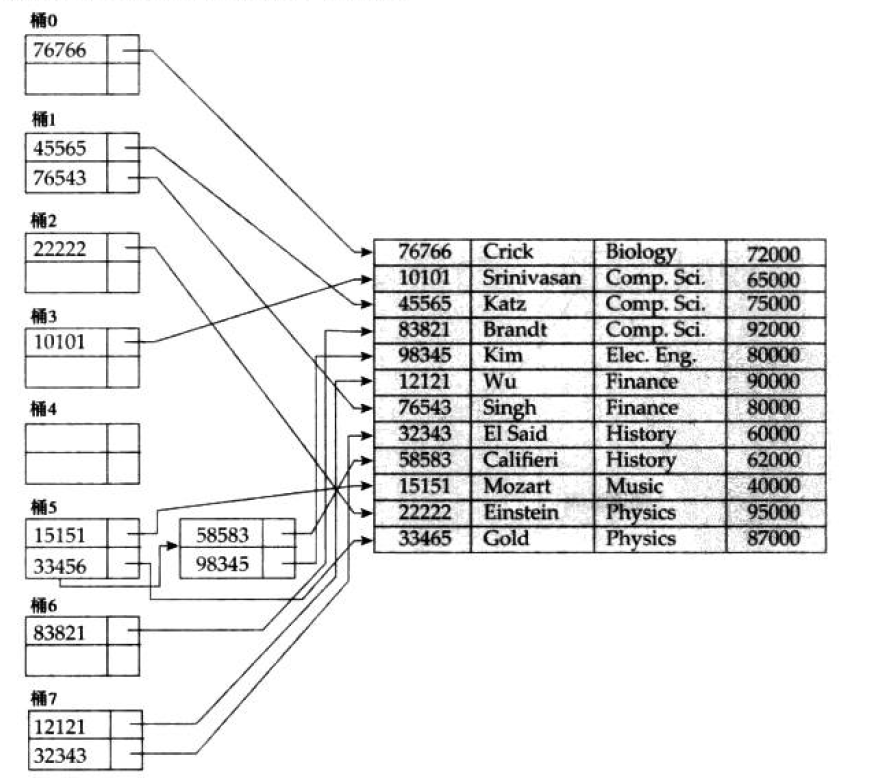 桶0
76766
桶1
45565
76543
桶2
22222
桶3
10101
桶4
桶5
15151
33456
58583
98345
桶6
83821
桶7
12121
32343
76766 Crick Biology 72000
10101 Srinivasan Comp. Sci. 65000
45565 Katz Comp. Sci. 75000
83821 Brandt Comp. Sci. 92000
98345 Kim Elec. Eng. 80000
12121 Wu Finance 90000
76543 Singh Finance 80000
32343 El Said History 60000
58583 Califieri History 62000
15151 Mozart Music 40000
22222 Einstein Physics 95000
33465 Gold Physics 87000